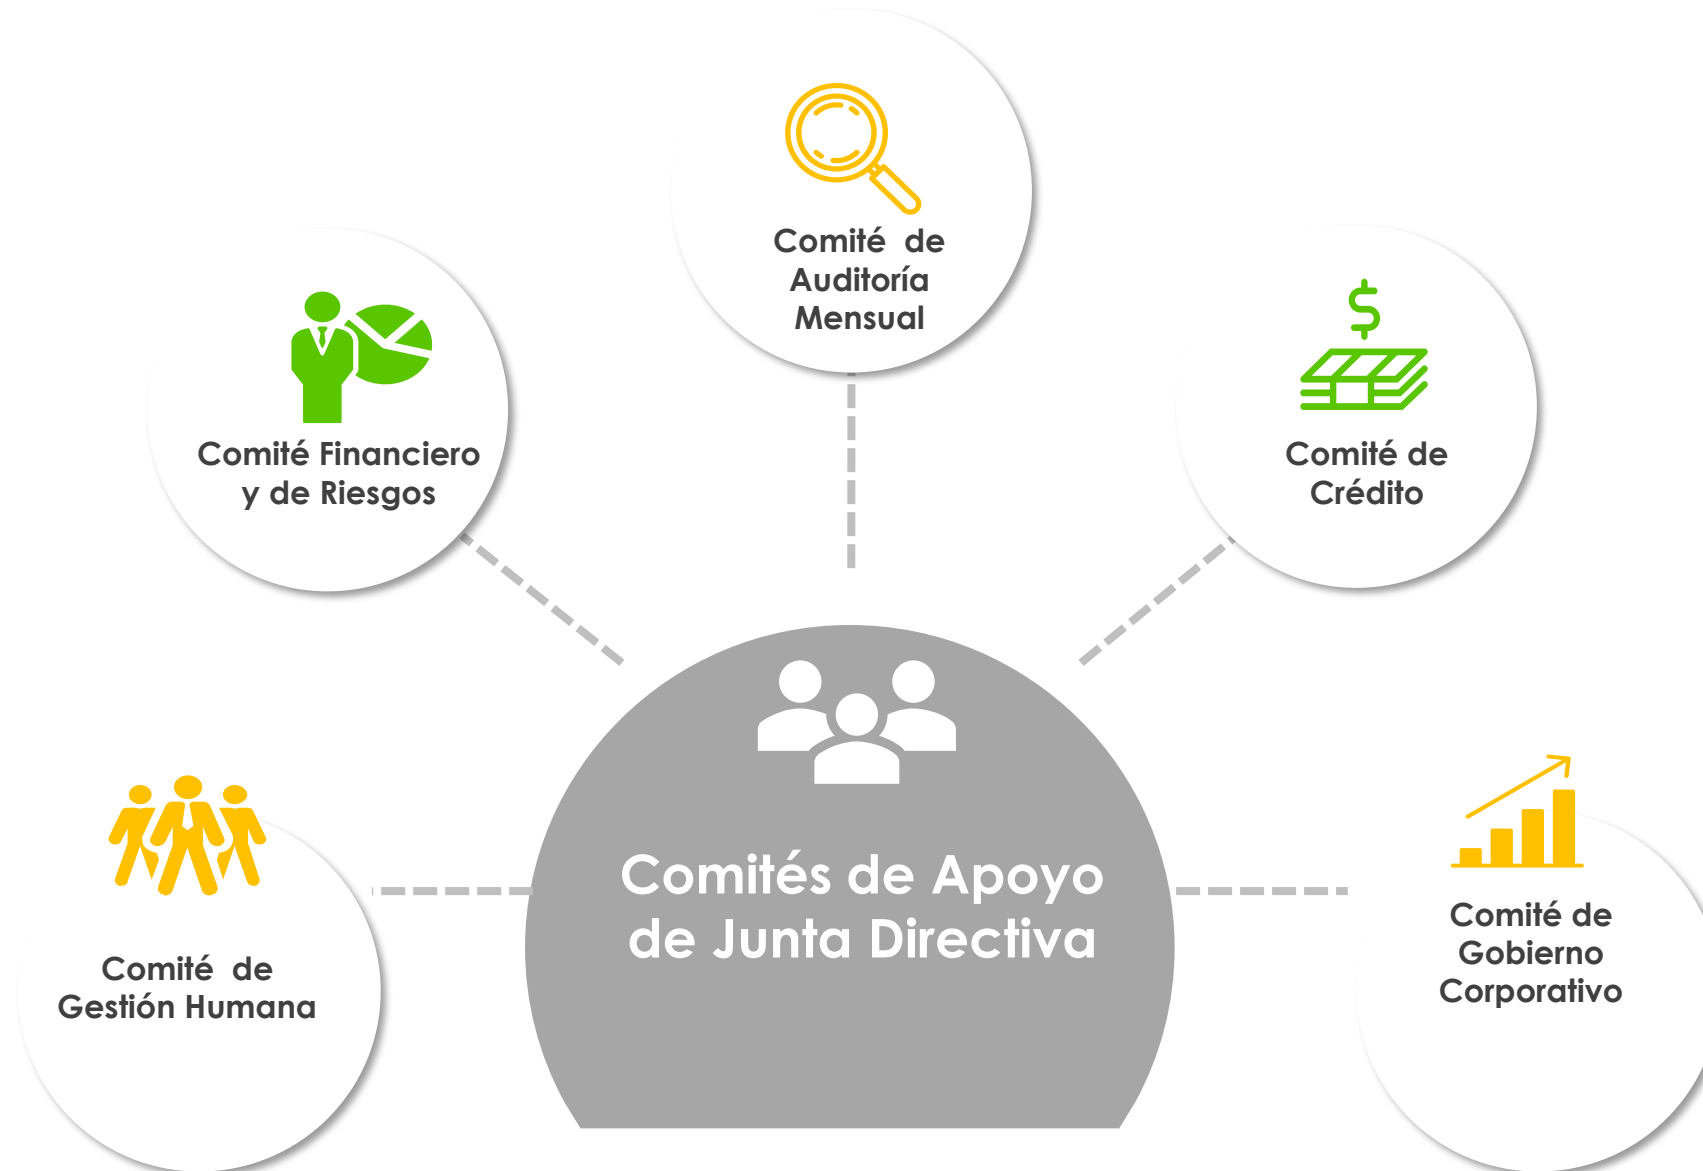 Comité de
Auditoría
Mensual
Comité Financiero
y de Riesgos
Comité de
Crédito
Comités de Apoyo
de Junta Directiva
Comité de
Gestión Humana
Comité de
Gobierno
Corporativo
$